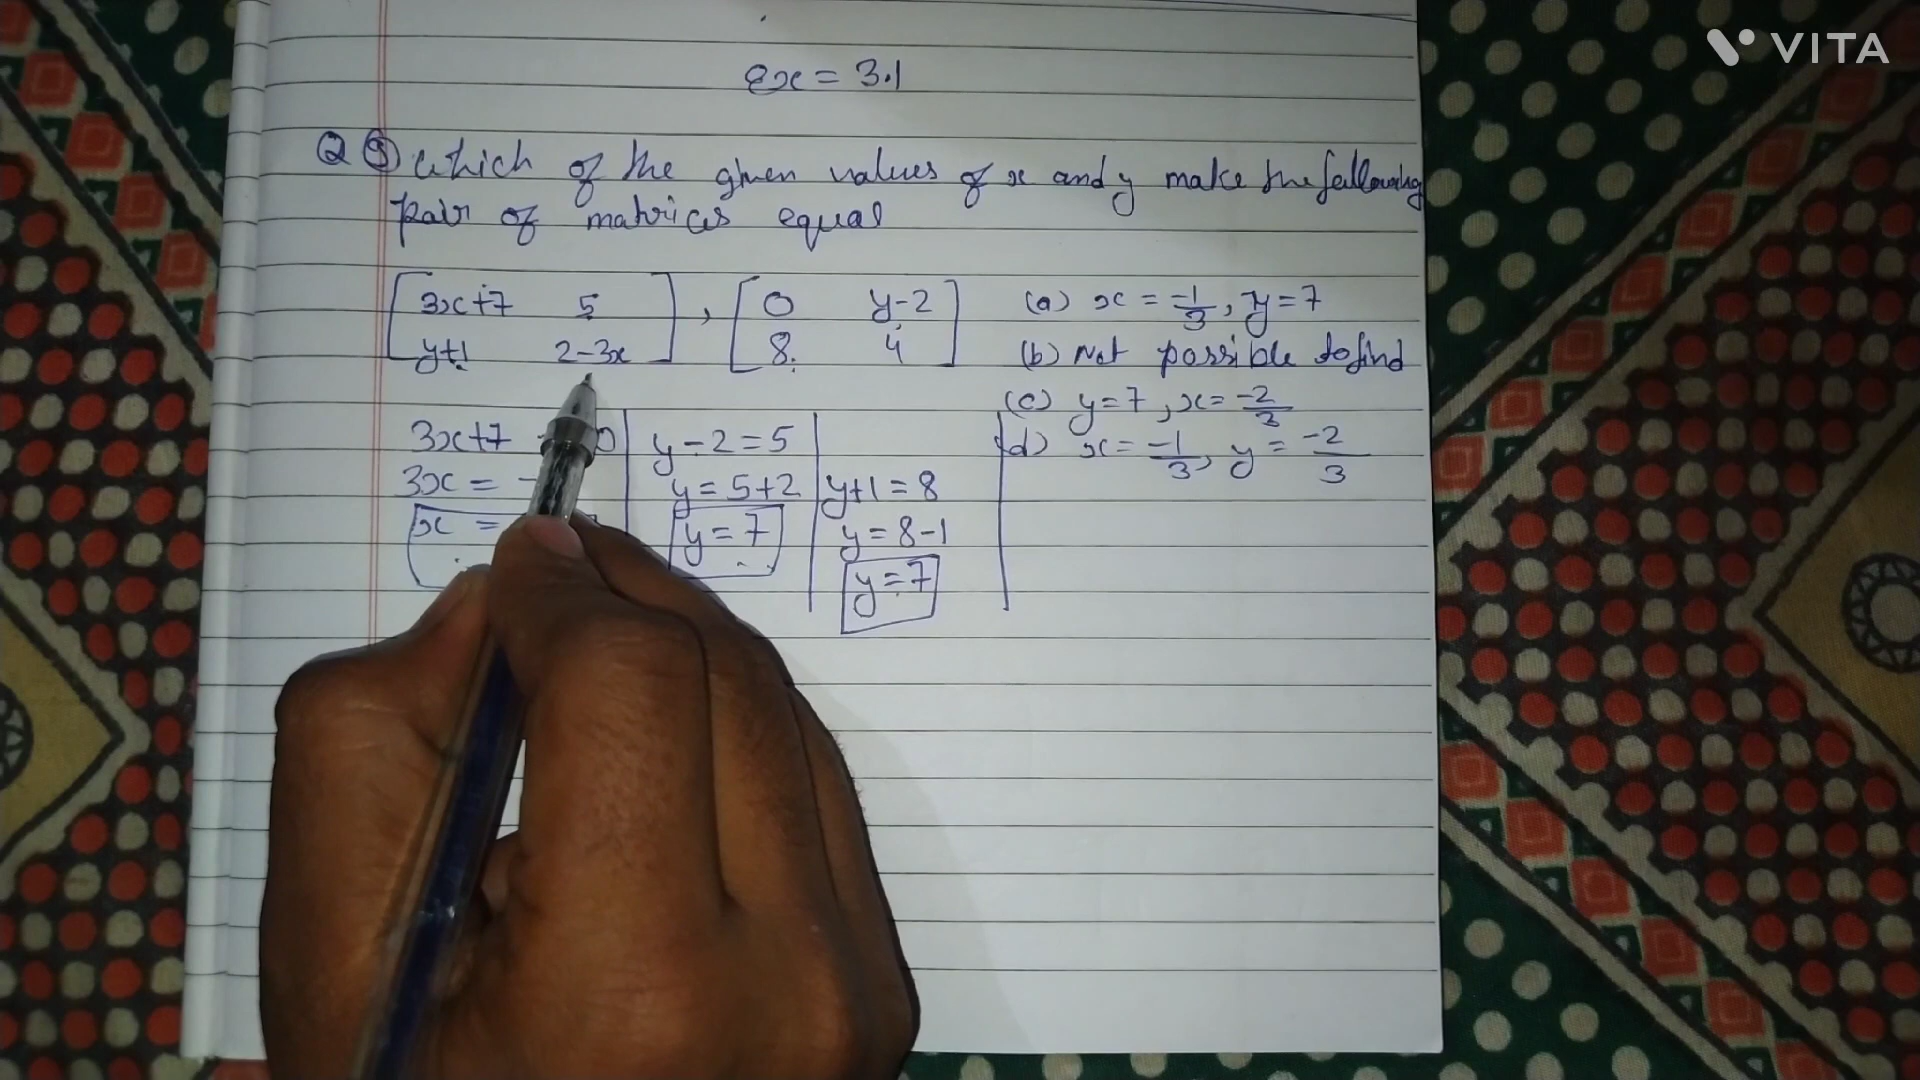 VITA
Ex = 3.1
Q 9) Which of the given values of x and y make the following
pair of matrices equal
[3x+7 5] , [0 y-2] (a) x = -1/3, y=7
[y+1 2-3x] [8 4] (b) Not possible to find
(c) y=7, x= -2/3
3x+7 0 | y-2=5 | (d) x= -1/3, y = -2/3
3x = - | y=5+2 | y+1=8
x = | y=7 | y=8-1
y=7